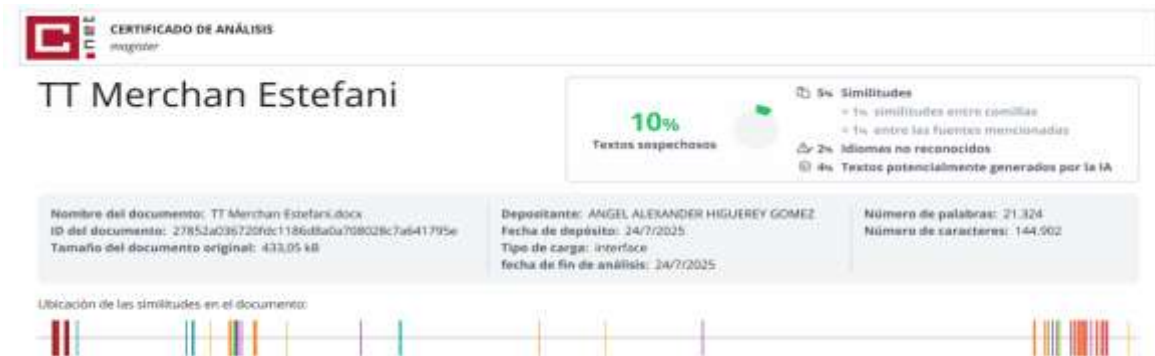 CERTIFICADO DE ANÁLISIS
magister
TT Merchan Estefani
10%
Textos sospechosos
5% Similitudes
< 1% similitudes entre comillas
< 1% entre las fuentes mencionadas
2% Idiomas no reconocidos
4% Textos potencialmente generados por la IA
Nombre del documento: TT Merchan Estefani.docx
ID del documento:
Tamaño del documento original: 433,05 kB
Depositante: ANGEL ALEXANDER HIGUEREY GOMEZ
Fecha de depósito: 24/7/2025
Tipo de carga: interface
fecha de fin de análisis: 24/7/2025
Número de palabras: 21.324
Número de caracteres: 144.902
Ubicación de las similitudes en el documento: